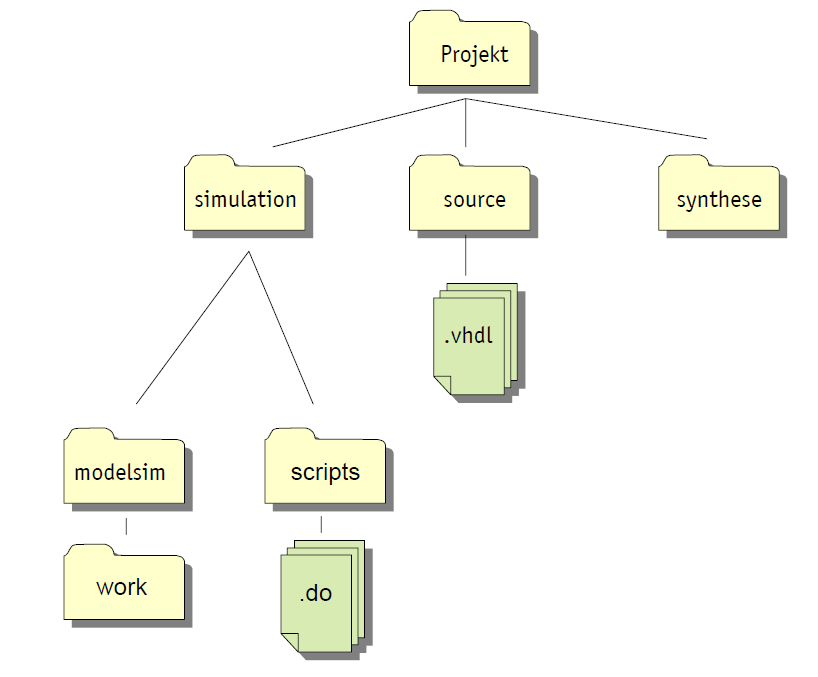 Projekt
simulation
source
synthese
.vhdl
modelsim
scripts
work
.do